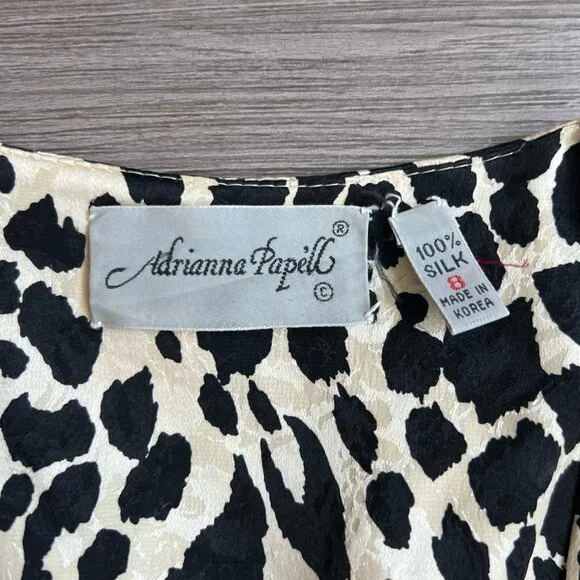 Adrianna Papell
®
©
100%
SILK
8
MADE IN
KOREA